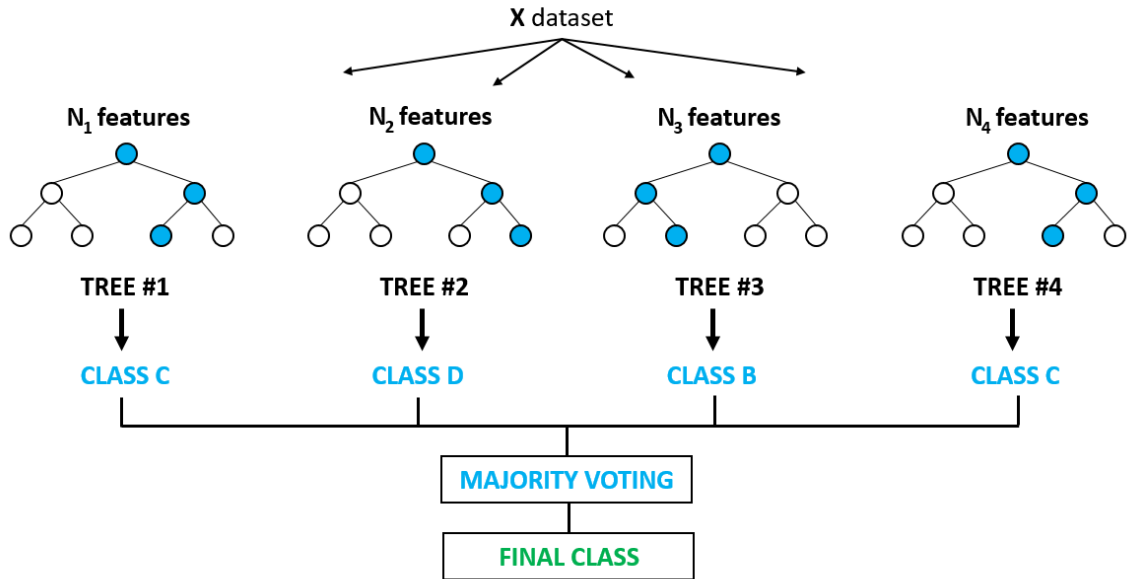 X dataset
N₁ features
N₂ features
N₃ features
N₄ features
TREE #1
TREE #2
TREE #3
TREE #4
CLASS C
CLASS D
CLASS B
CLASS C
MAJORITY VOTING
FINAL CLASS